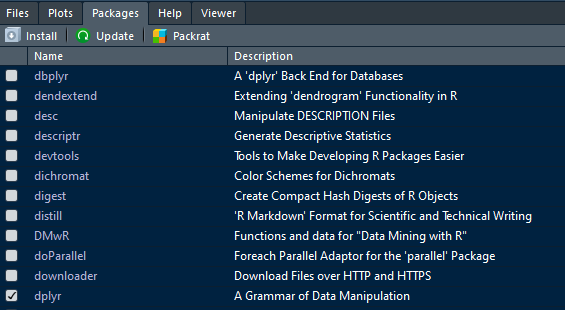 Files Plots Packages Help Viewer
Install Update Packrat
Name Description
dbplyr A 'dplyr' Back End for Databases
dendextend Extending 'dendrogram' Functionality in R
desc Manipulate DESCRIPTION Files
descriptr Generate Descriptive Statistics
devtools Tools to Make Developing R Packages Easier
dichromat Color Schemes for Dichromats
digest Create Compact Hash Digests of R Objects
distill 'R Markdown' Format for Scientific and Technical Writing
DMwR Functions and data for "Data Mining with R"
doParallel Foreach Parallel Adaptor for the 'parallel' Package
downloader Download Files over HTTP and HTTPS
dplyr A Grammar of Data Manipulation